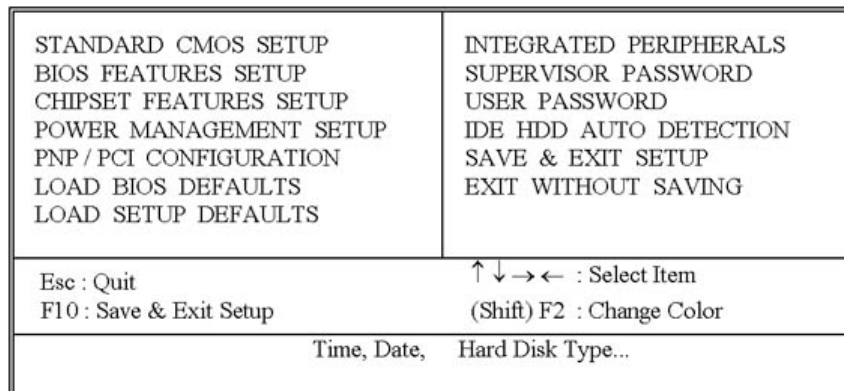 STANDARD CMOS SETUP
BIOS FEATURES SETUP
CHIPSET FEATURES SETUP
POWER MANAGEMENT SETUP
PNP / PCI CONFIGURATION
LOAD BIOS DEFAULTS
LOAD SETUP DEFAULTS
INTEGRATED PERIPHERALS
SUPERVISOR PASSWORD
USER PASSWORD
IDE HDD AUTO DETECTION
SAVE & EXIT SETUP
EXIT WITHOUT SAVING
Esc : Quit
F10 : Save & Exit Setup
↑ ↓ → ← : Select Item
(Shift) F2 : Change Color
Time, Date, Hard Disk Type...